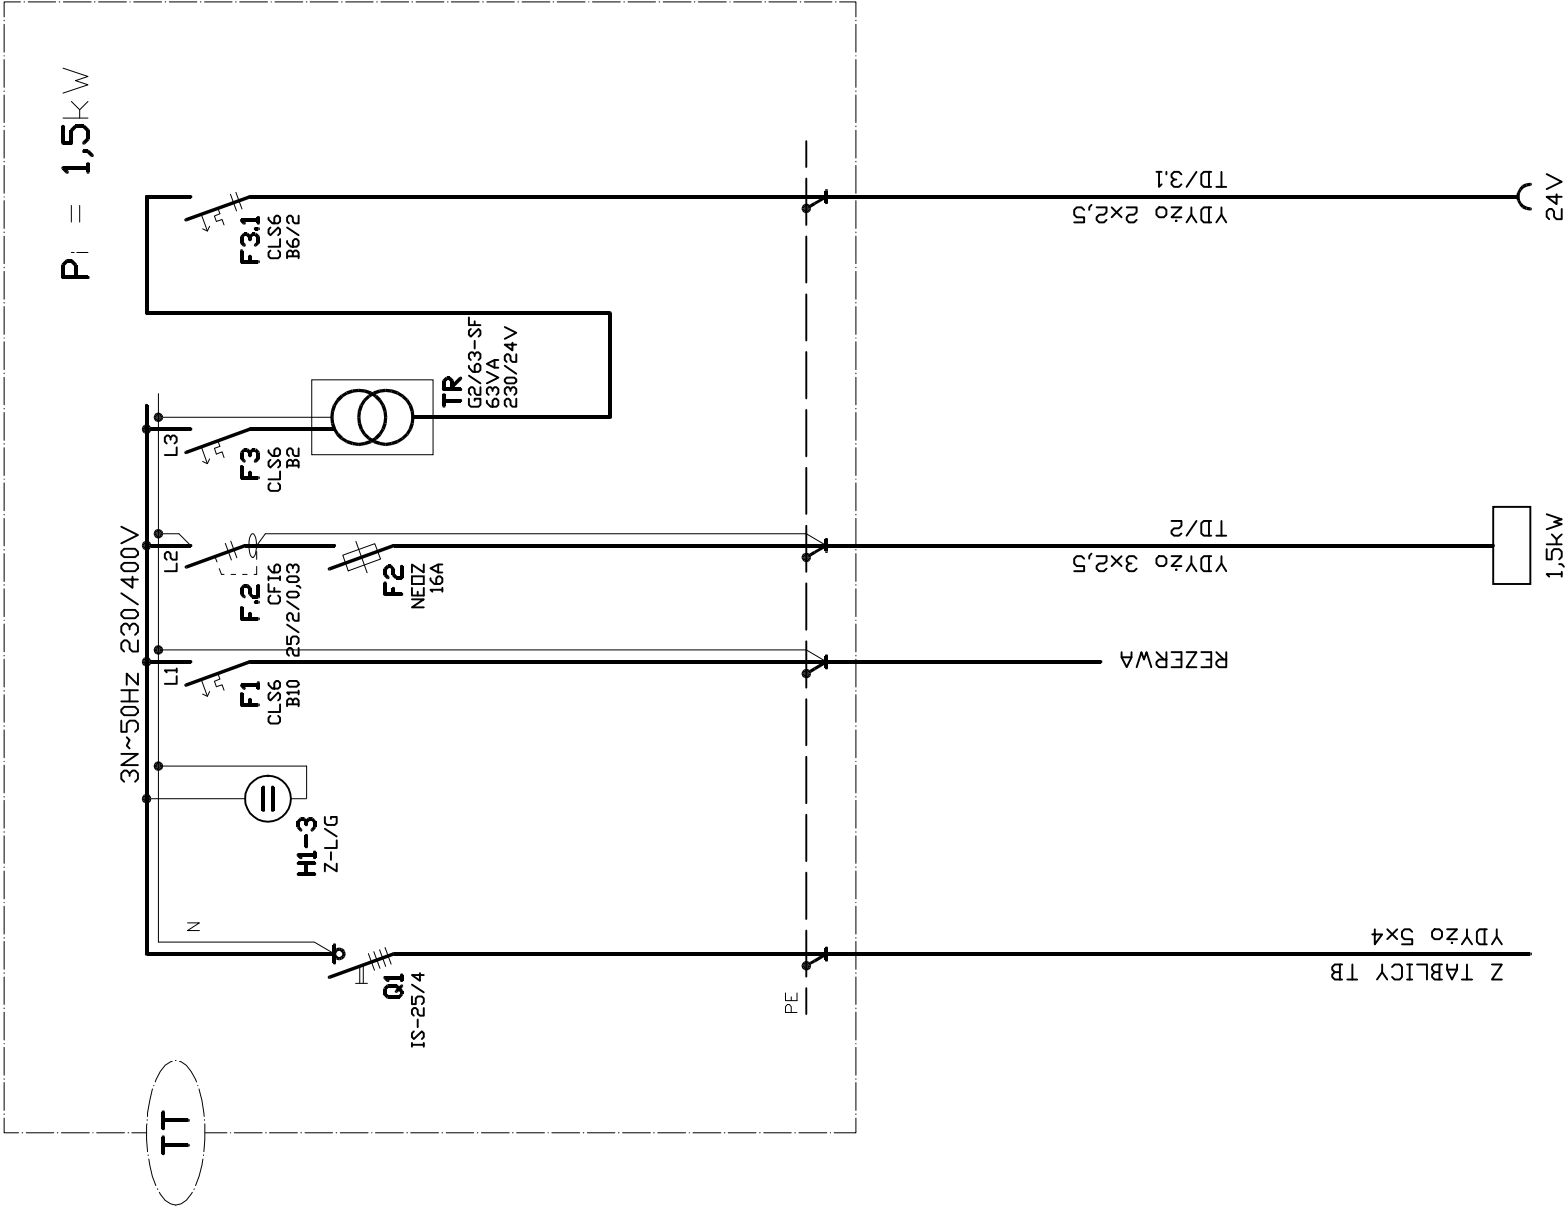 TT
Pi = 1,5kW
3N~50Hz 230/400V
N
Q1
IS-25/4
PE
H1-3
Z-L/G
L1
F1
CLS6
B10
L2
F.2
CFI6
25/2/0,03
F2
NEOZ
16A
L3
F3
CLS6
B2
TR
G2/63-SF
63VA
230/24V
F3.1
CLS6
B6/2
Z TABLICY TB
YDYżo 5x4
REZERWA
YDYżo 3x2,5
TD/2
1,5kW
YDYżo 2x2,5
TD/3.1
24V